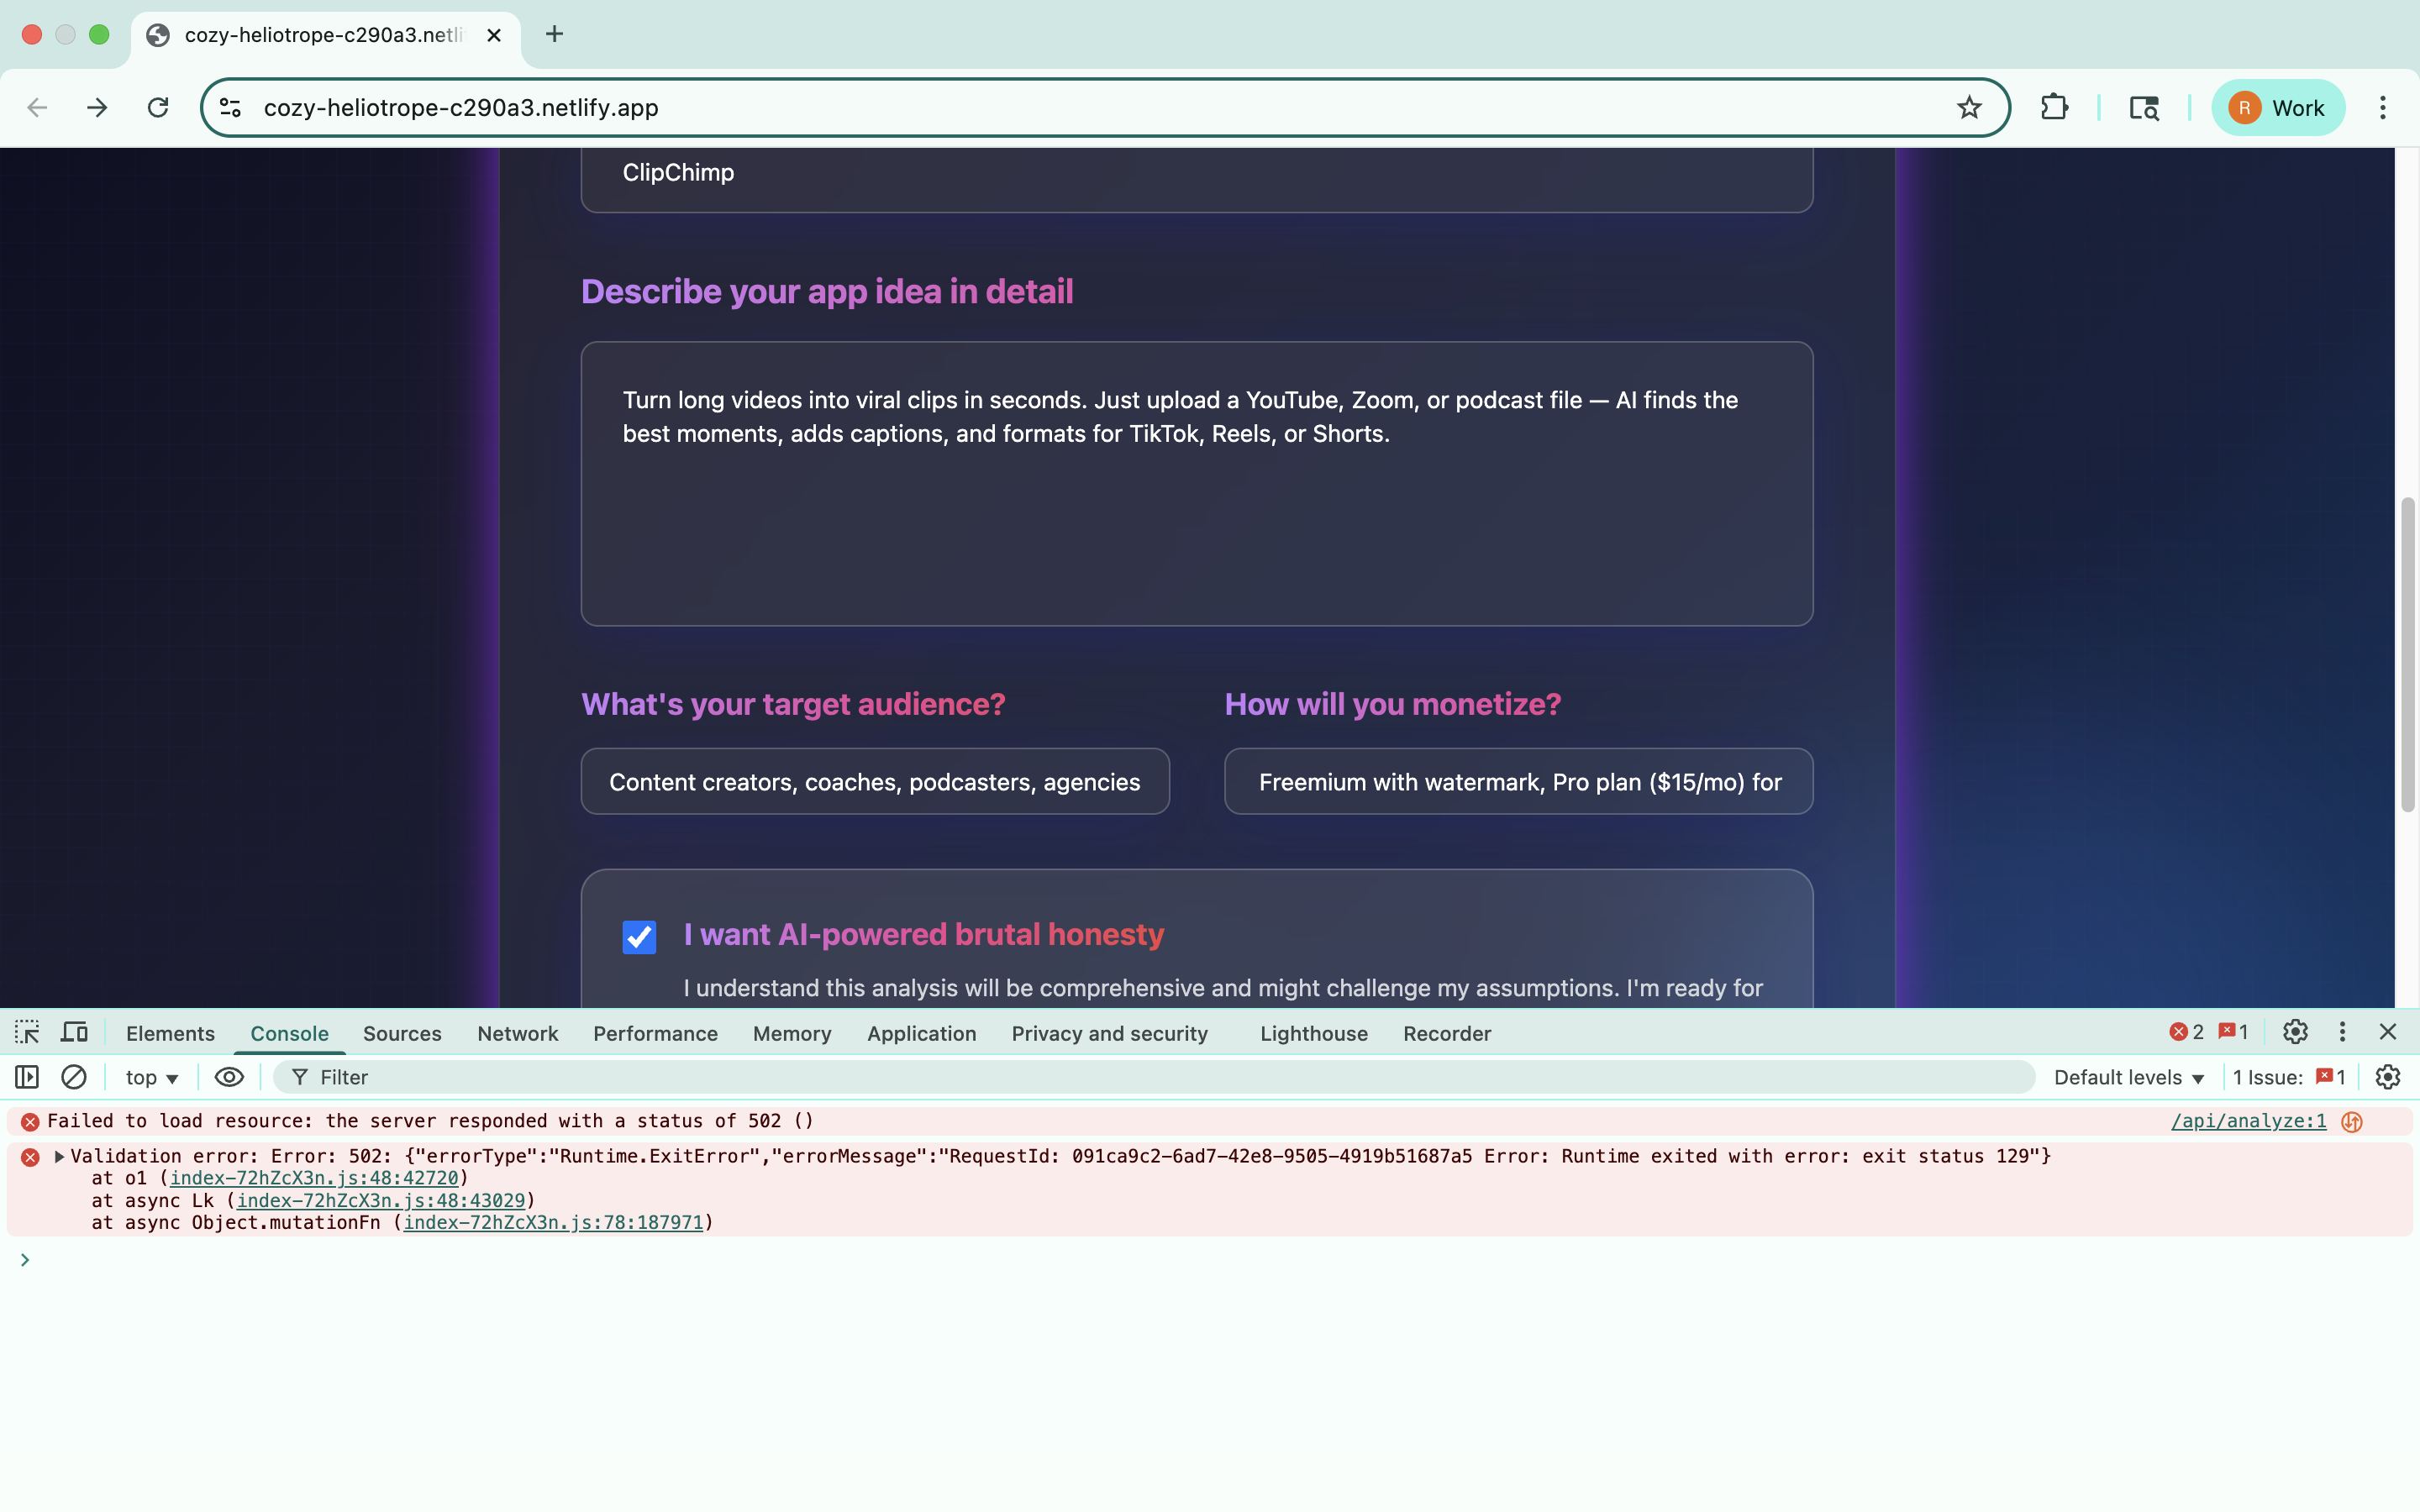 cozy-heliotrope-c290a3.netli
cozy-heliotrope-c290a3.netlify.app
R Work
ClipChimp
Describe your app idea in detail
Turn long videos into viral clips in seconds. Just upload a YouTube, Zoom, or podcast file — AI finds the
best moments, adds captions, and formats for TikTok, Reels, or Shorts.
What's your target audience? How will you monetize?
Content creators, coaches, podcasters, agencies Freemium with watermark, Pro plan ($15/mo) for
I want AI-powered brutal honesty
I understand this analysis will be comprehensive and might challenge my assumptions. I'm ready for
Elements Console Sources Network Performance Memory Application Privacy and security Lighthouse Recorder 2 1
top Filter Default levels 1 Issue: 1
Failed to load resource: the server responded with a status of 502 () /api/analyze:1
Validation error: Error: 502: {"errorType":"Runtime.ExitError","errorMessage":"RequestId: 091ca9c2-6ad7-42e8-9505-4919b51687a5 Error: Runtime exited with error: exit status 129"}
at o1 (index-72hZcX3n.js:48:42720)
at async Lk (index-72hZcX3n.js:48:43029)
at async Object.mutationFn (index-72hZcX3n.js:78:187971)